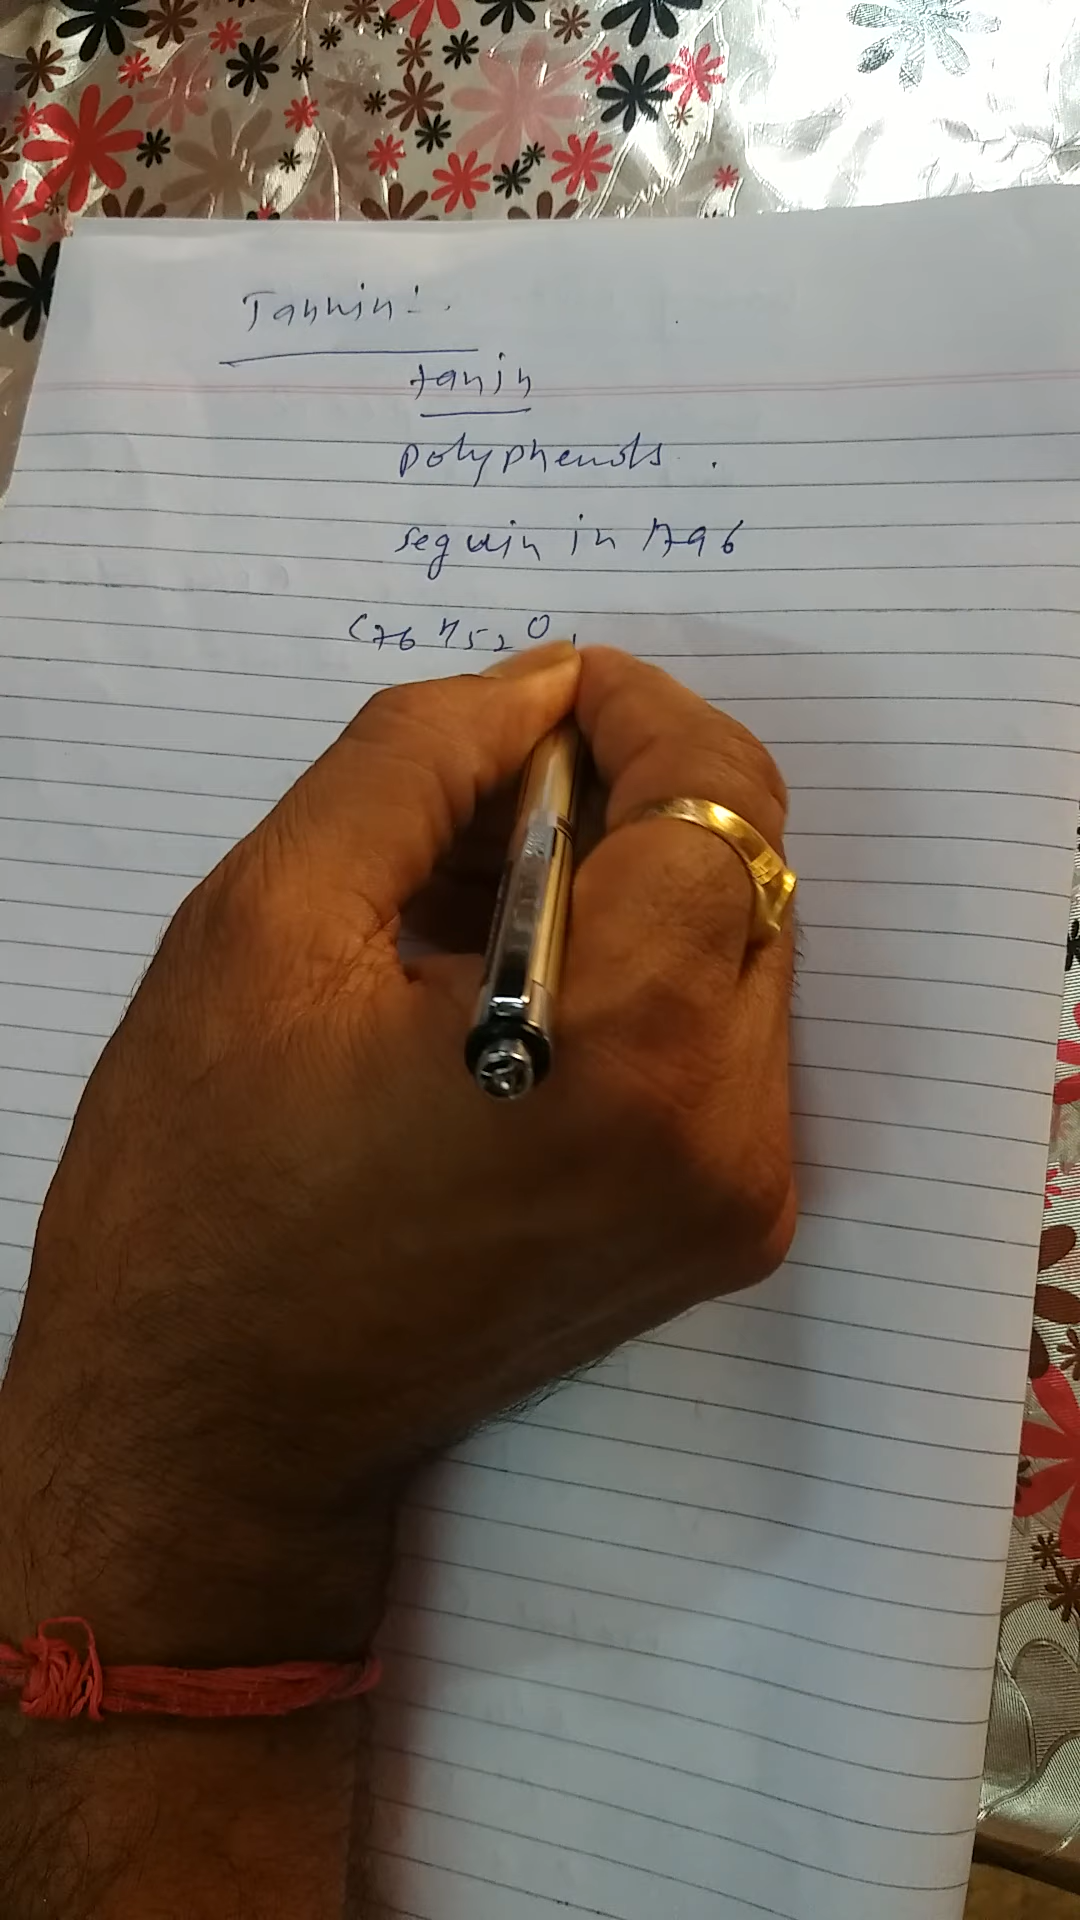 Tannin:-
tanin
polyphenols.
seguin in 1796
C76 H52 O